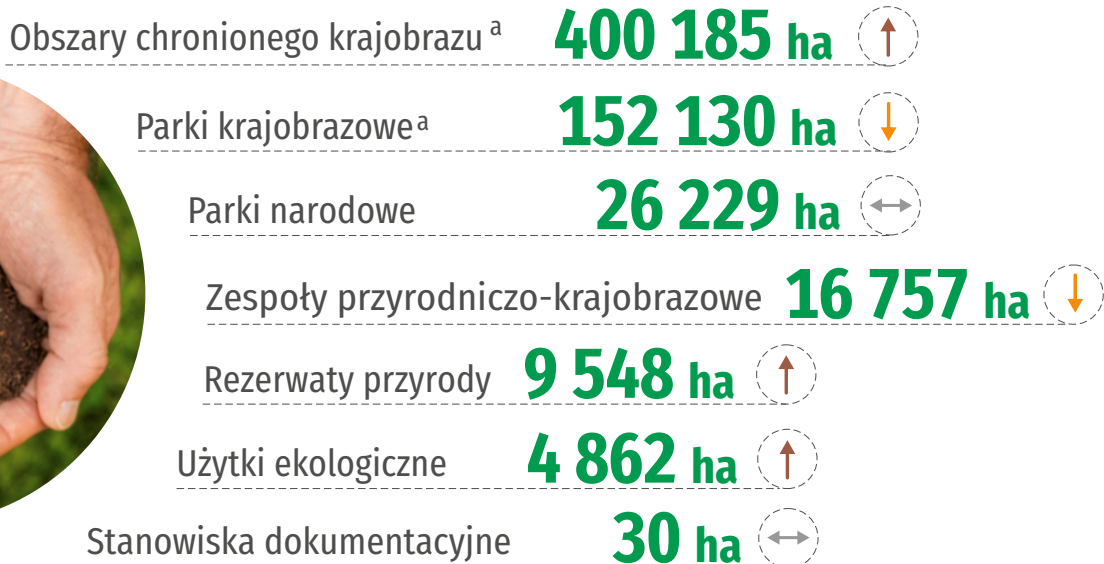 Obszary chronionego krajobrazu a 400 185 ha
Parki krajobrazowe a 152 130 ha
Parki narodowe 26 229 ha
Zespoły przyrodniczo-krajobrazowe 16 757 ha
Rezerwaty przyrody 9 548 ha
Użytki ekologiczne 4 862 ha
Stanowiska dokumentacyjne 30 ha